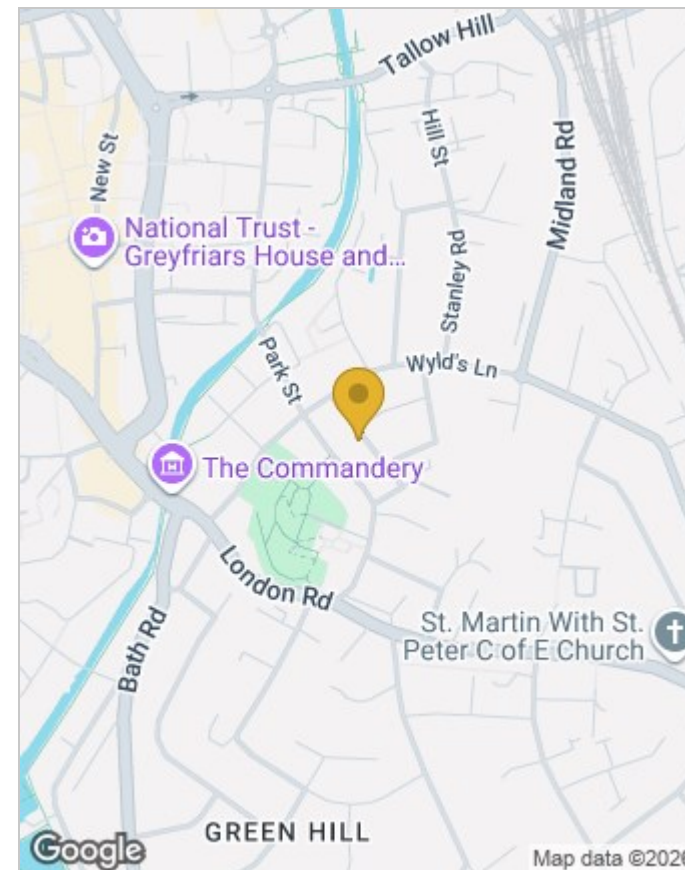 Tallow Hill
New St
Hill St
Midland Rd
National Trust -
Greyfriars House and...
Stanley Rd
Park St
Wyld's Ln
The Commandery
London Rd
St. Martin With St.
Peter C of E Church
Bath Rd
GREEN HILL
Google
Map data ©2026